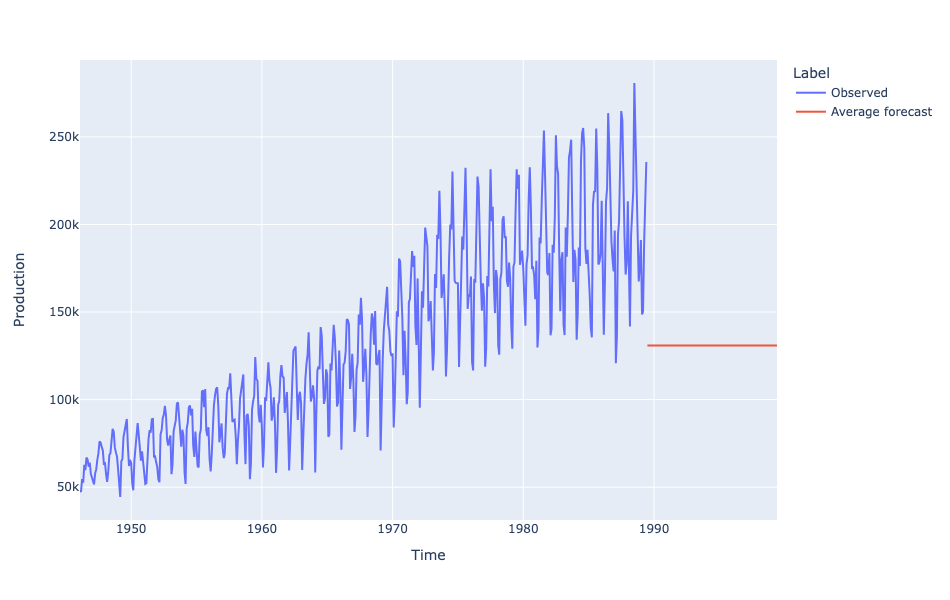 Label
Observed
Average forecast
250k
200k
150k
100k
50k
Production
1950
1960
1970
1980
1990
Time